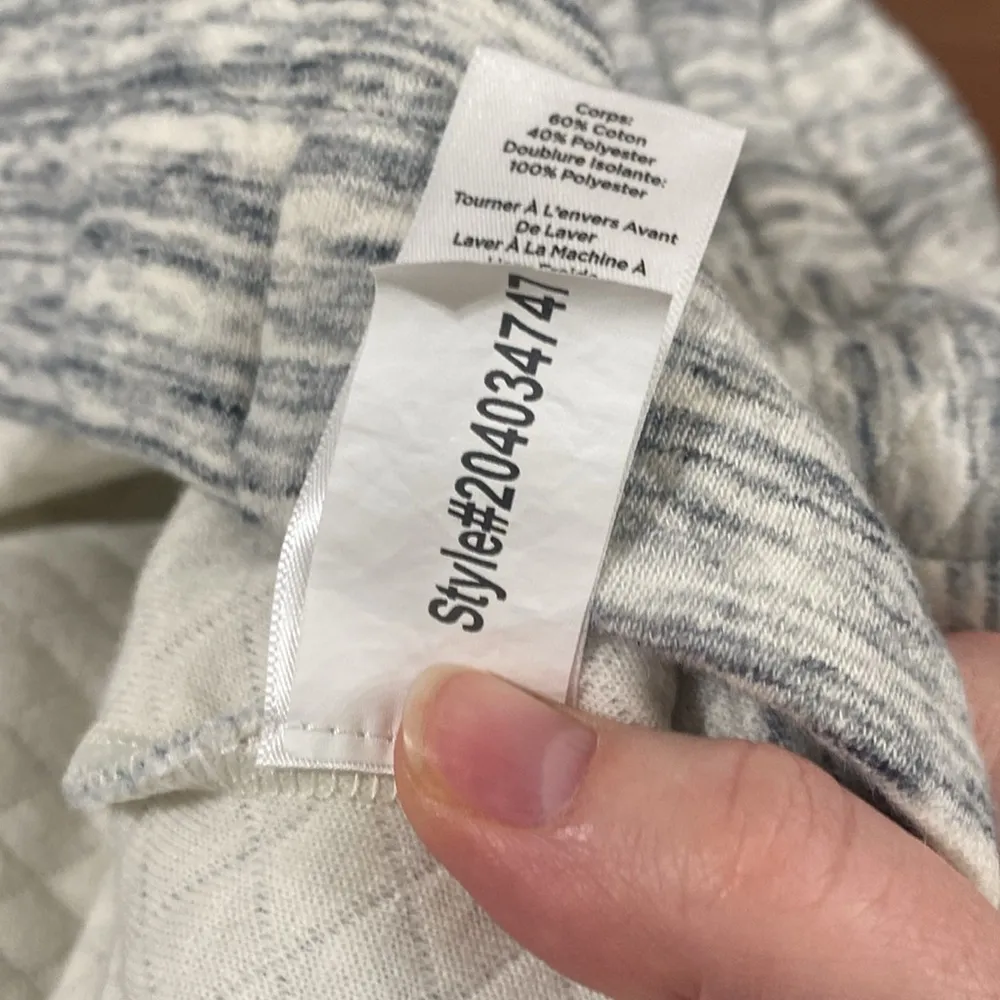 Corps:
60% Coton
40% Polyester
Doublure Isolante:
100% Polyester
Tourner À L'envers Avant
De Laver
Laver À La Machine À
Style#204034747